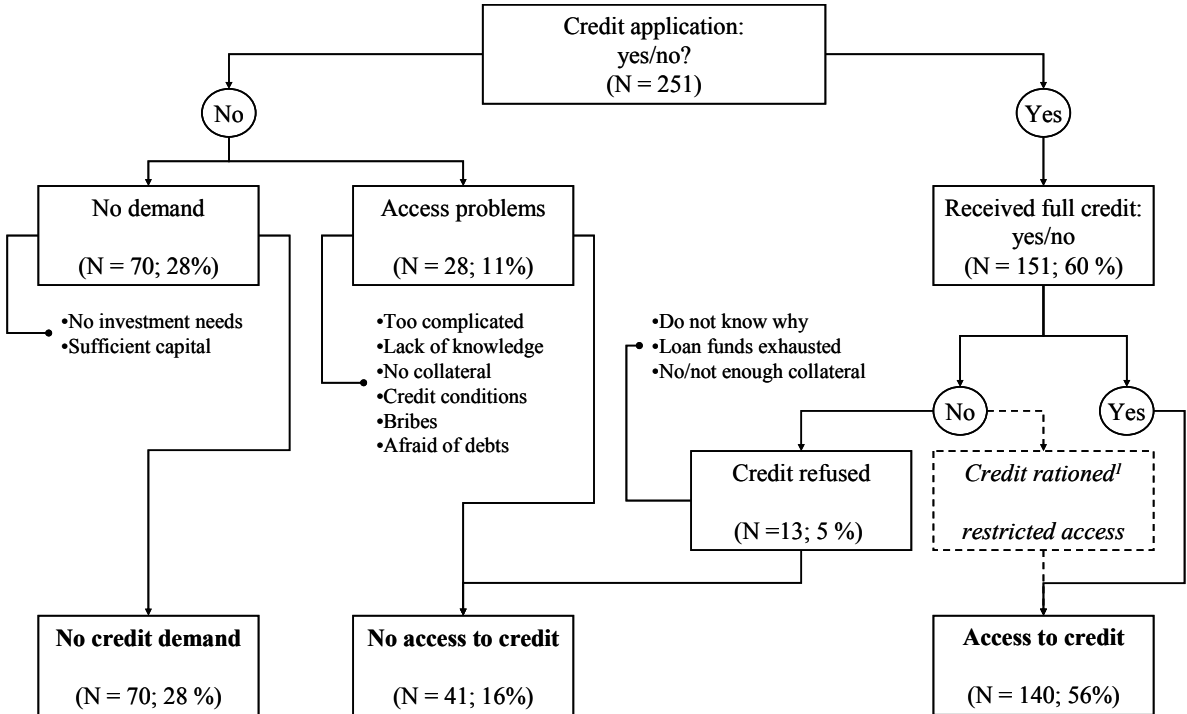 Credit application:
yes/no?
(N = 251)
No
Yes
No demand
(N = 70; 28%)
Access problems
(N = 28; 11%)
Received full credit:
yes/no
(N = 151; 60 %)
•No investment needs
•Sufficient capital
•Too complicated
•Lack of knowledge
•No collateral
•Credit conditions
•Bribes
•Afraid of debts
•Do not know why
•Loan funds exhausted
•No/not enough collateral
No
Yes
Credit refused
(N =13; 5 %)
Credit rationed¹
restricted access
No credit demand
(N = 70; 28 %)
No access to credit
(N = 41; 16%)
Access to credit
(N = 140; 56%)